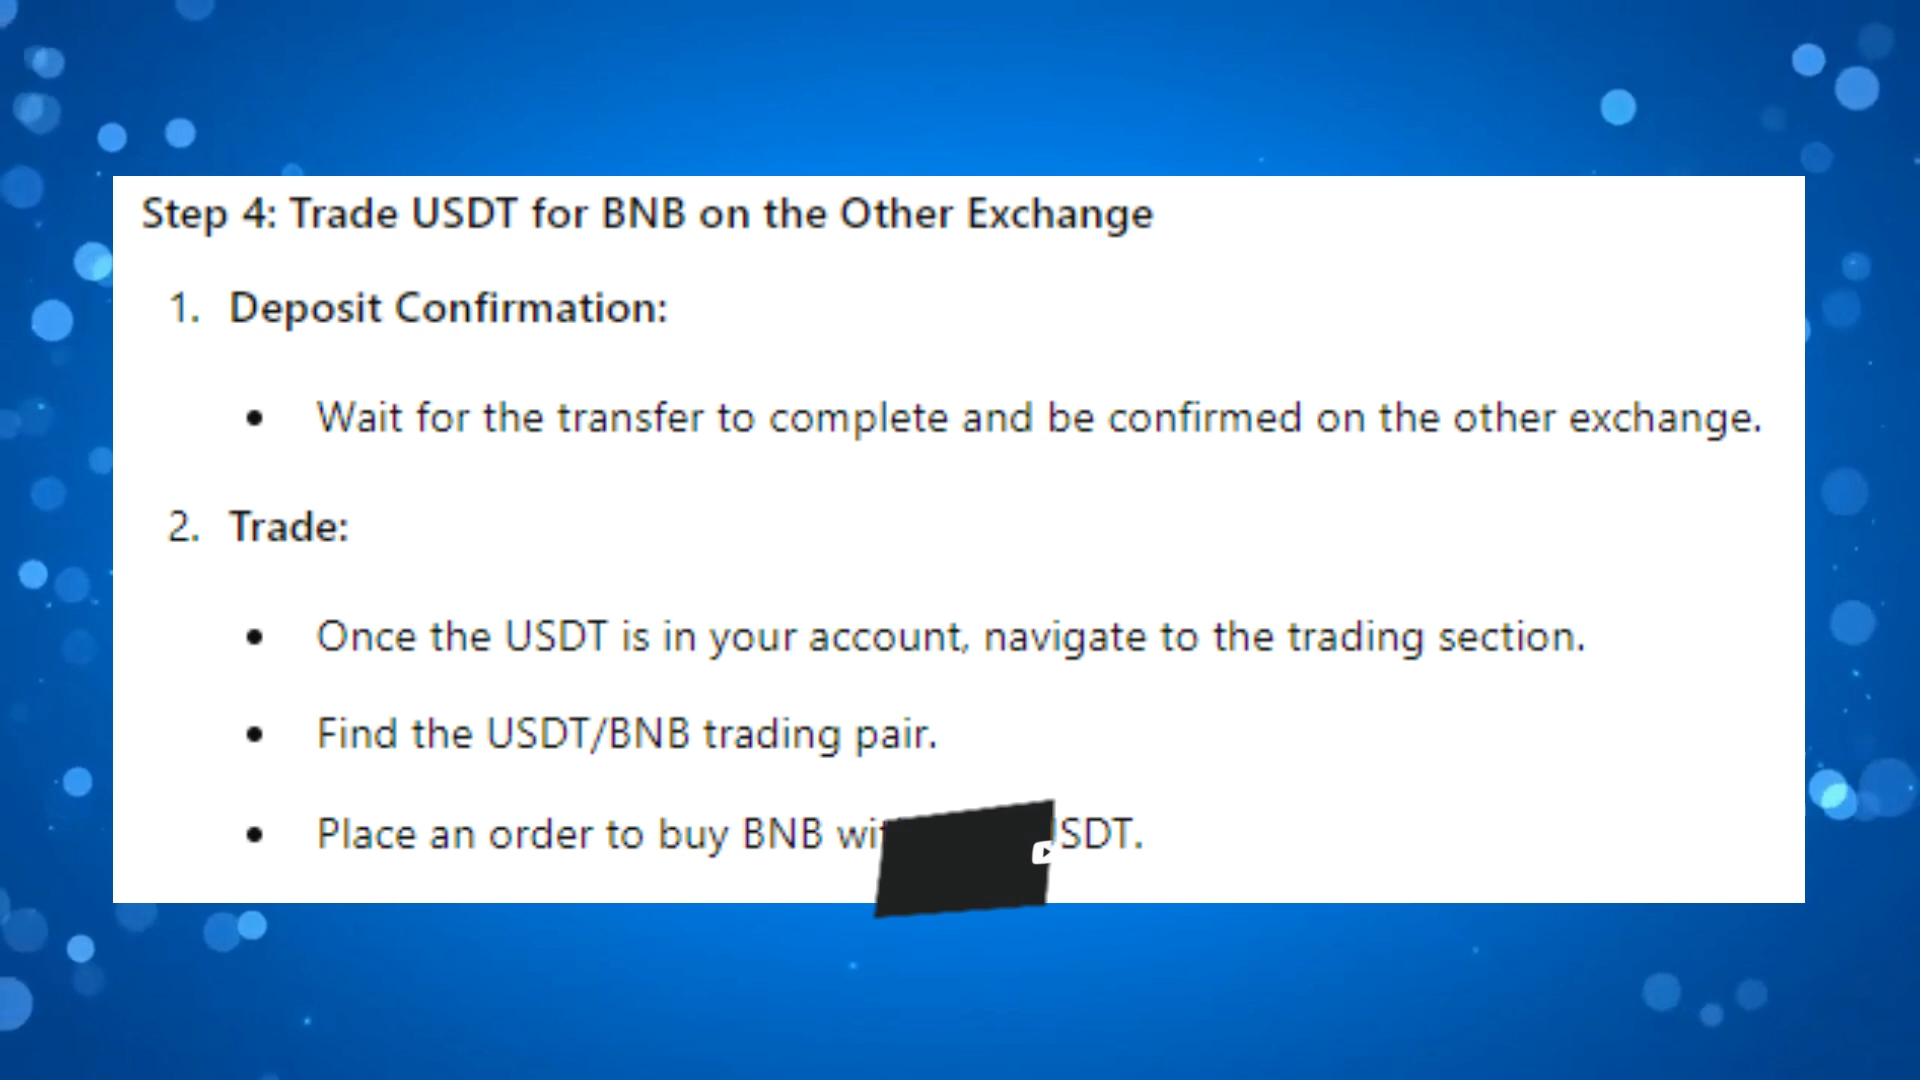 Step 4: Trade USDT for BNB on the Other Exchange
1. Deposit Confirmation:
• Wait for the transfer to complete and be confirmed on the other exchange.
2. Trade:
• Once the USDT is in your account, navigate to the trading section.
• Find the USDT/BNB trading pair.
• Place an order to buy BNB SDT.